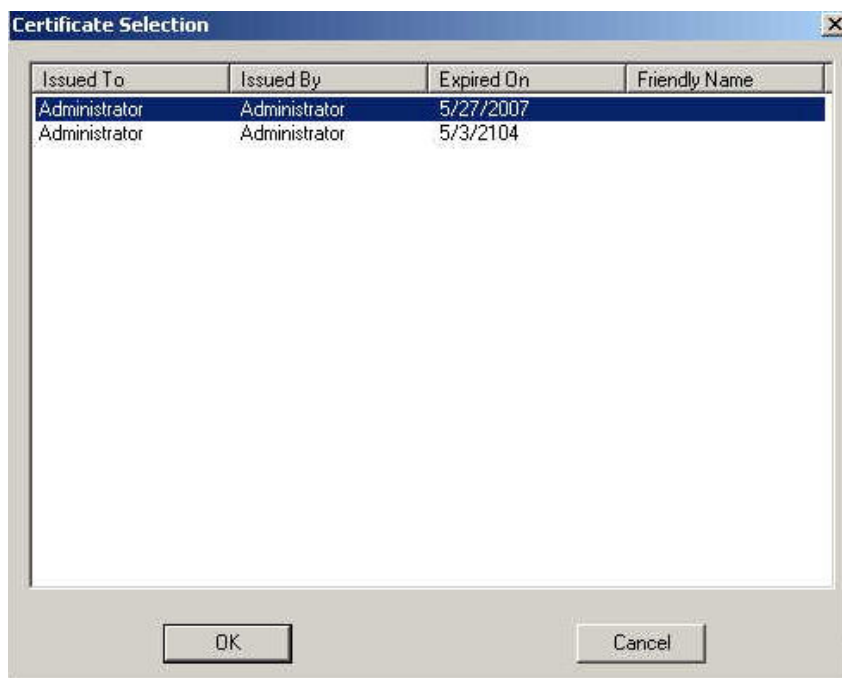 Certificate Selection
Issued To Issued By Expired On Friendly Name
Administrator Administrator 5/27/2007
Administrator Administrator 5/3/2104
OK Cancel